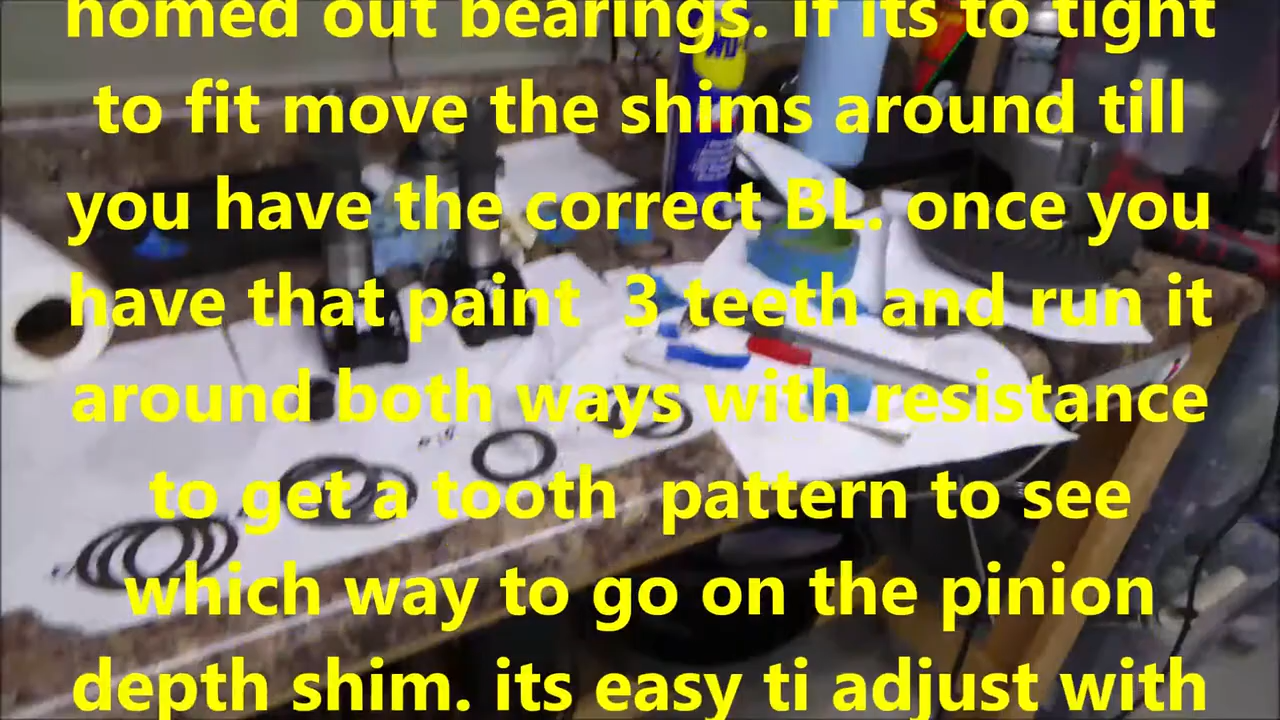 homed out bearings. if its to tight
to fit move the shims around till
you have the correct BL. once you
have that paint 3 teeth and run it
around both ways with resistance
to get a tooth pattern to see
which way to go on the pinion
depth shim. its easy ti adjust with